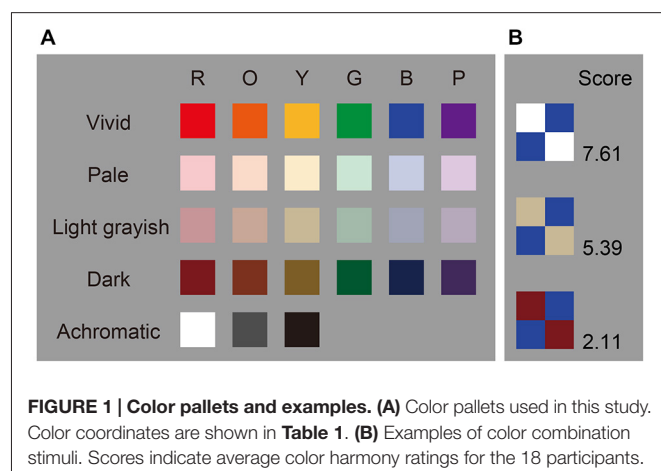 A
B
R O Y G B P
Score
Vivid
7.61
Pale
Light grayish
5.39
Dark
Achromatic
2.11
FIGURE 1 | Color pallets and examples. (A) Color pallets used in this study.
Color coordinates are shown in Table 1. (B) Examples of color combination
stimuli. Scores indicate average color harmony ratings for the 18 participants.